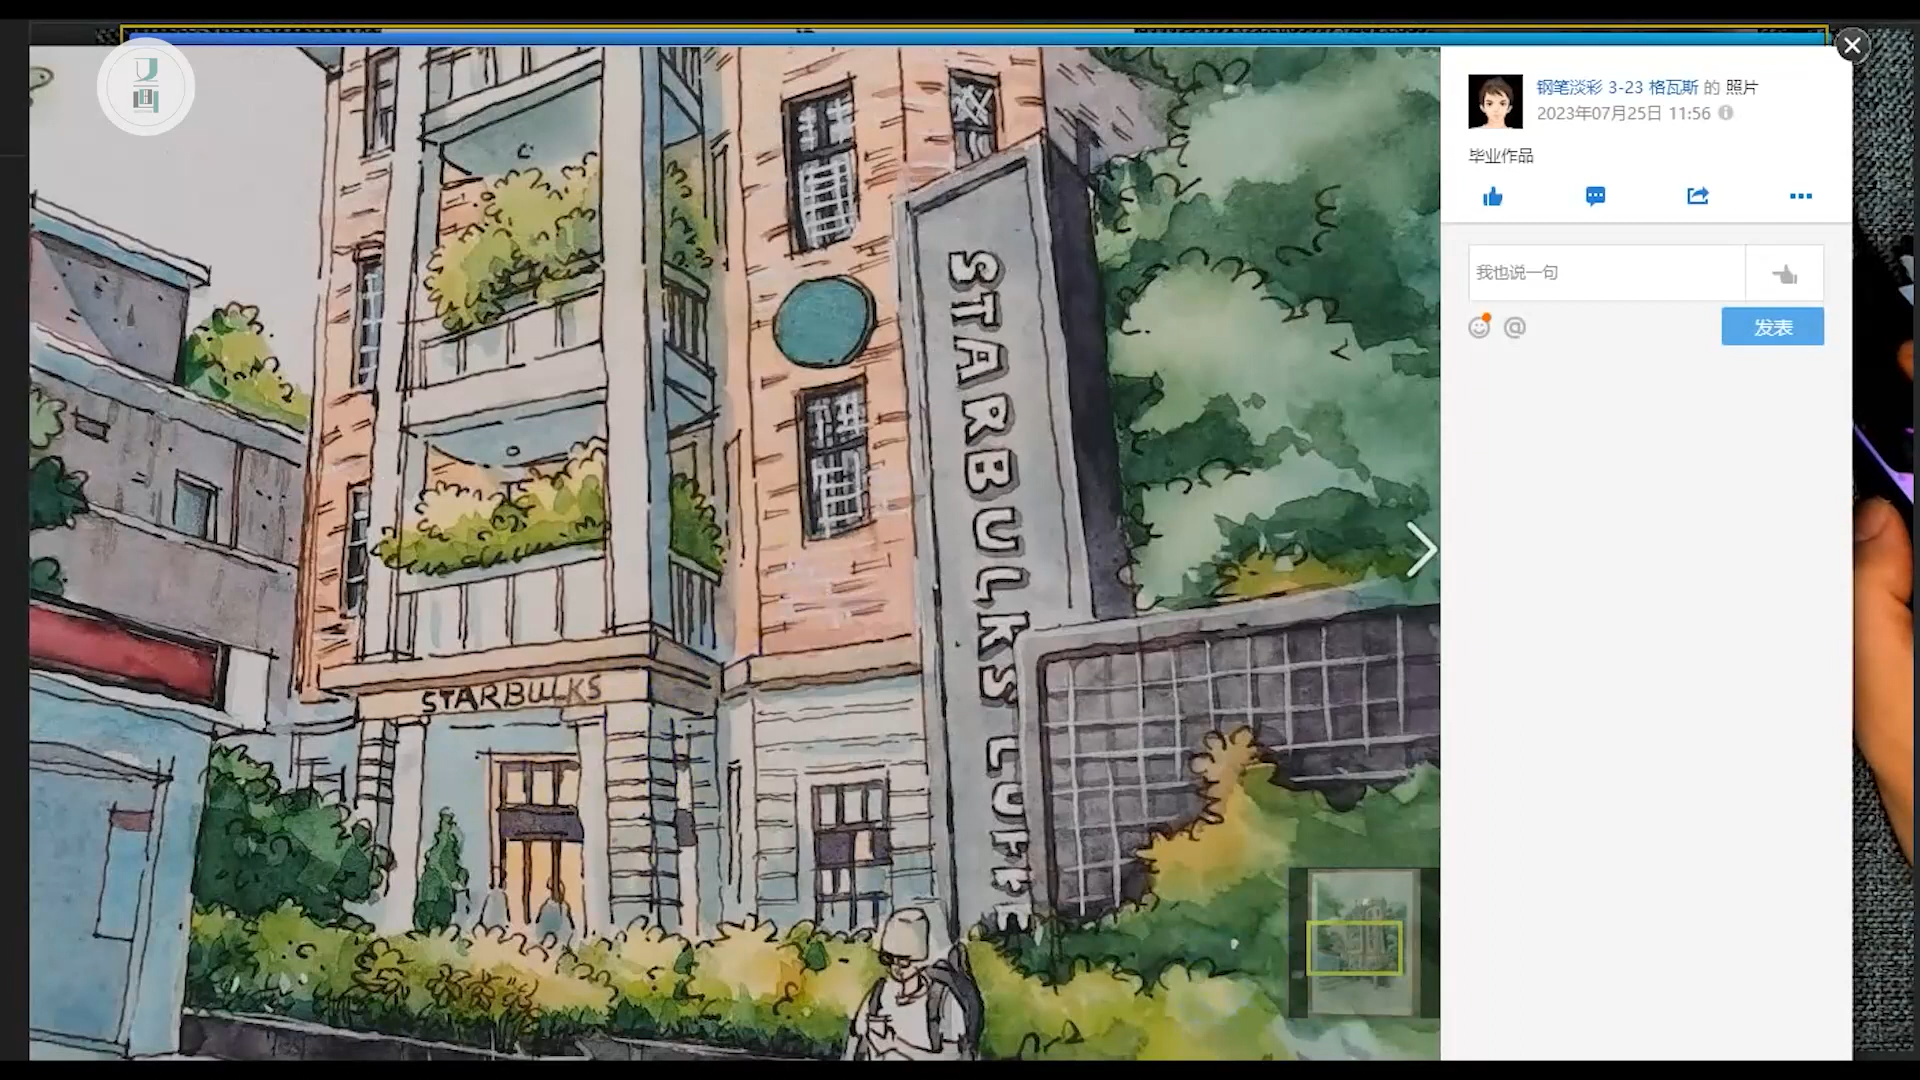 钢笔淡彩 3-23 格瓦斯 的 照片
2023年07月25日 11:56
毕业作品
我也说一句
发表
STARBULKS
STARBULKS